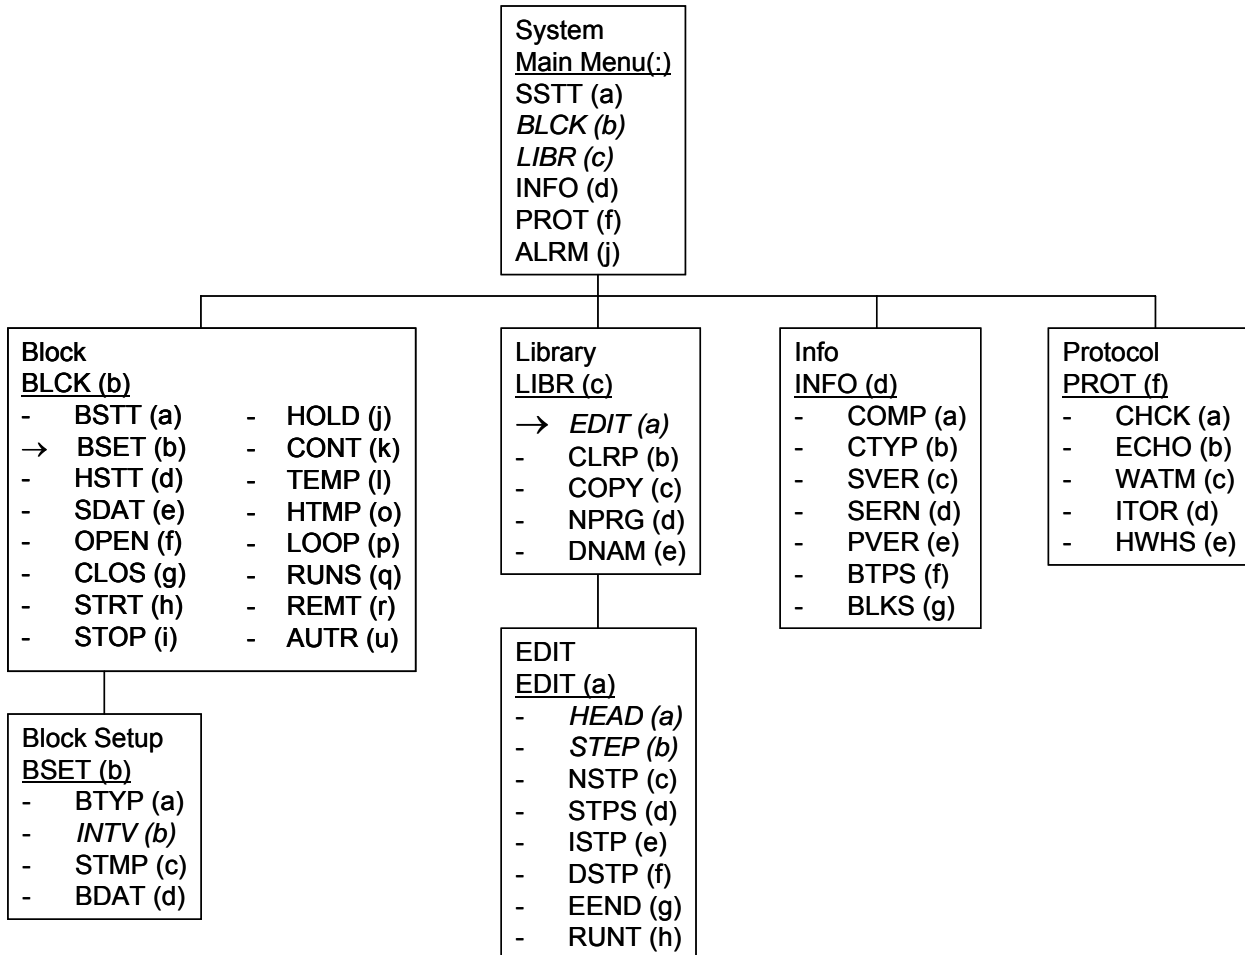 System
Main Menu(:)
SSTT (a)
BLCK (b)
LIBR (c)
INFO (d)
PROT (f)
ALRM (j)
Block
BLCK (b)
- BSTT (a)
→ BSET (b)
- HSTT (d)
- SDAT (e)
- OPEN (f)
- CLOS (g)
- STRT (h)
- STOP (i)
- HOLD (j)
- CONT (k)
- TEMP (l)
- HTMP (o)
- LOOP (p)
- RUNS (q)
- REMT (r)
- AUTR (u)
Library
LIBR (c)
→ EDIT (a)
- CLRP (b)
- COPY (c)
- NPRG (d)
- DNAM (e)
Info
INFO (d)
- COMP (a)
- CTYP (b)
- SVER (c)
- SERN (d)
- PVER (e)
- BTPS (f)
- BLKS (g)
Protocol
PROT (f)
- CHCK (a)
- ECHO (b)
- WATM (c)
- ITOR (d)
- HWHS (e)
Block Setup
BSET (b)
- BTYP (a)
- INTV (b)
- STMP (c)
- BDAT (d)
EDIT
EDIT (a)
- HEAD (a)
- STEP (b)
- NSTP (c)
- STPS (d)
- ISTP (e)
- DSTP (f)
- EEND (g)
- RUNT (h)